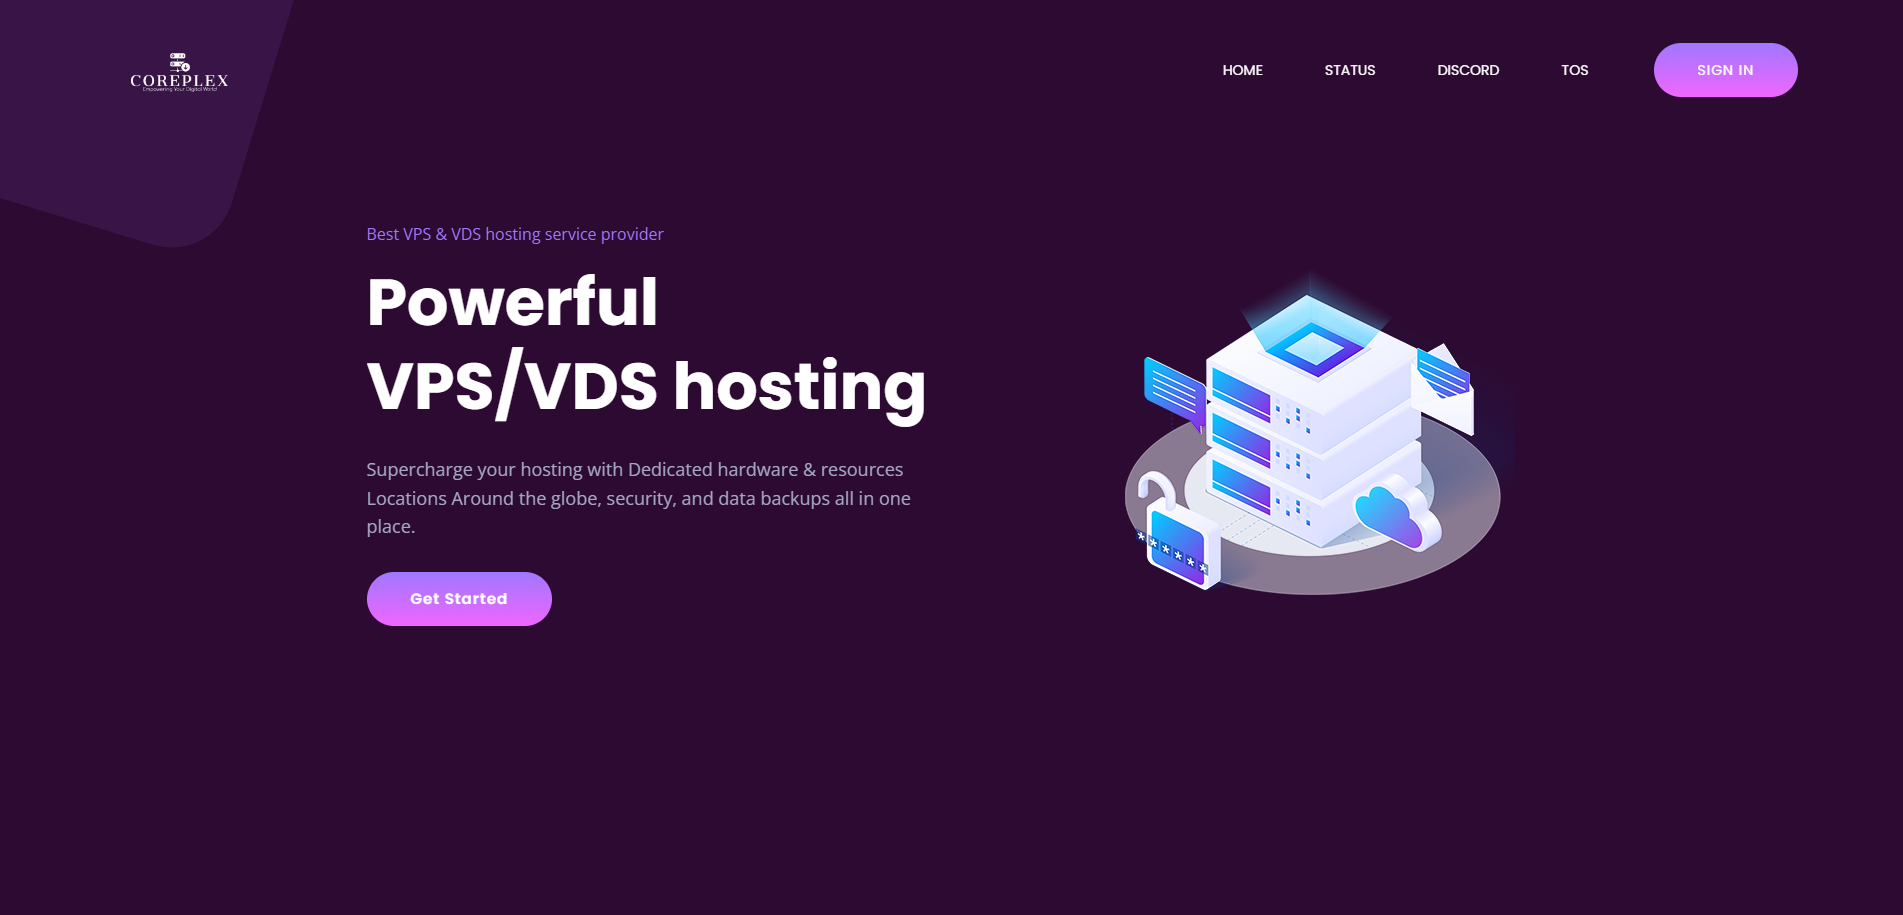 COREPLEX
Empowering Your Digital World
HOME
STATUS
DISCORD
TOS
SIGN IN
Best VPS & VDS hosting service provider
Powerful
VPS/VDS hosting
Supercharge your hosting with Dedicated hardware & resources
Locations Around the globe, security, and data backups all in one
place.
Get Started
******